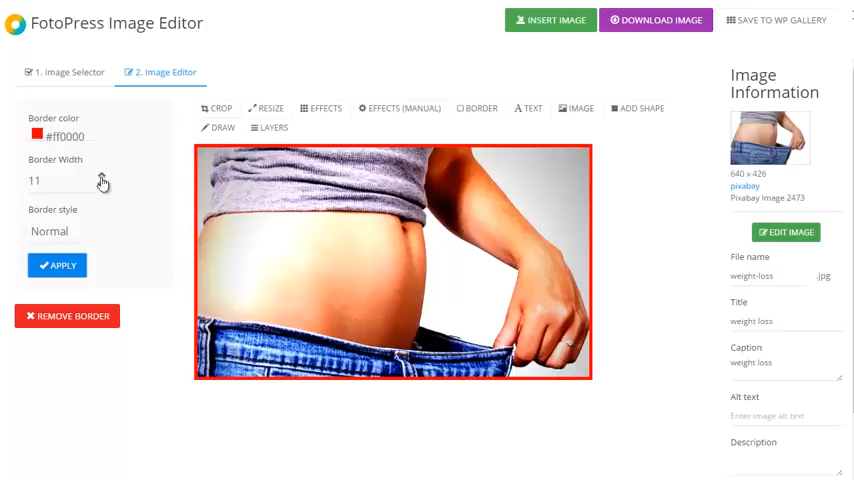 FotoPress Image Editor
INSERT IMAGE
DOWNLOAD IMAGE
SAVE TO WP GALLERY
1. Image Selector
2. Image Editor
CROP
RESIZE
EFFECTS
EFFECTS (MANUAL)
BORDER
TEXT
IMAGE
ADD SHAPE
DRAW
LAYERS
Border color
#ff0000
Border Width
11
Border style
Normal
APPLY
REMOVE BORDER
Image
Information
640 x 426
pixabay
Pixabay Image 2473
EDIT IMAGE
File name
weight-loss .jpg
Title
weight loss
Caption
weight loss
Alt text
Enter image alt text
Description